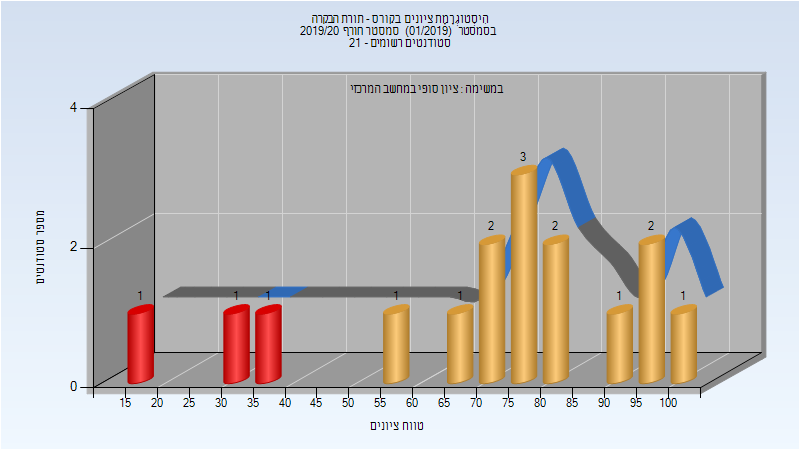 היסטוגרמת ציונים בקורס - תורת הבקרה
בסמסטר (01/2019) סמסטר חורף 2019/20
סטודנטים רשומים - 21
במשימה : ציון סופי במחשב המרכזי
מספר סטודנטים
4
2
0
1 1 1 1 1 2 3 2 1 2 1
15 20 25 30 35 40 45 50 55 60 65 70 75 80 85 90 95 100
טווח ציונים